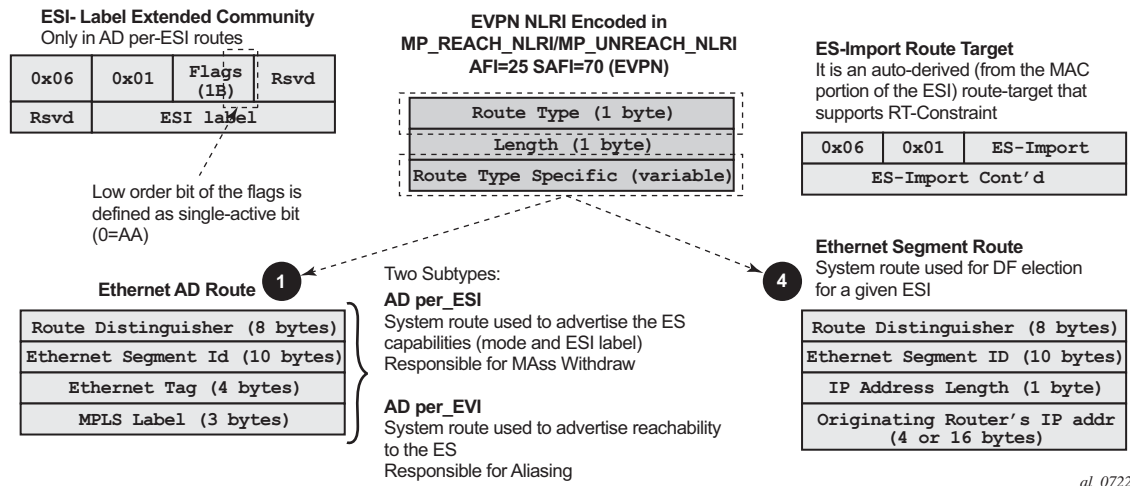 ESI- Label Extended Community
Only in AD per-ESI routes
0x06 0x01 Flags (1B) Rsvd
Rsvd ESI label
Low order bit of the flags is
defined as single-active bit
(0=AA)
EVPN NLRI Encoded in
MP_REACH_NLRI/MP_UNREACH_NLRI
AFI=25 SAFI=70 (EVPN)
Route Type (1 byte)
Length (1 byte)
Route Type Specific (variable)
ES-Import Route Target
It is an auto-derived (from the MAC
portion of the ESI) route-target that
supports RT-Constraint
0x06 0x01 ES-Import
ES-Import Cont'd
Ethernet AD Route 1
Route Distinguisher (8 bytes)
Ethernet Segment Id (10 bytes)
Ethernet Tag (4 bytes)
MPLS Label (3 bytes)
Two Subtypes:
AD per_ESI
System route used to advertise the ES
capabilities (mode and ESI label)
Responsible for MAss Withdraw
AD per_EVI
System route used to advertise reachability
to the ES
Responsible for Aliasing
4
Ethernet Segment Route
System route used for DF election
for a given ESI
Route Distinguisher (8 bytes)
Ethernet Segment ID (10 bytes)
IP Address Length (1 byte)
Originating Router's IP addr
(4 or 16 bytes)
al_0722